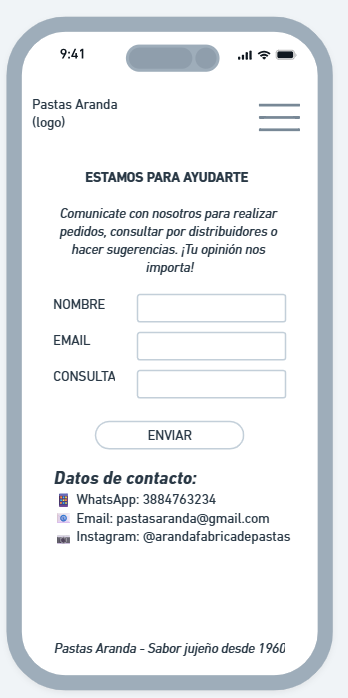 9:41
Pastas Aranda
(logo)
ESTAMOS PARA AYUDARTE
Comunicate con nosotros para realizar
pedidos, consultar por distribuidores o
hacer sugerencias. ¡Tu opinión nos
importa!
NOMBRE
EMAIL
CONSULTA
ENVIAR
Datos de contacto:
WhatsApp: 3884763234
Email: pastasaranda@gmail.com
Instagram: @arandafabricadepastas
Pastas Aranda - Sabor jujeño desde 1960